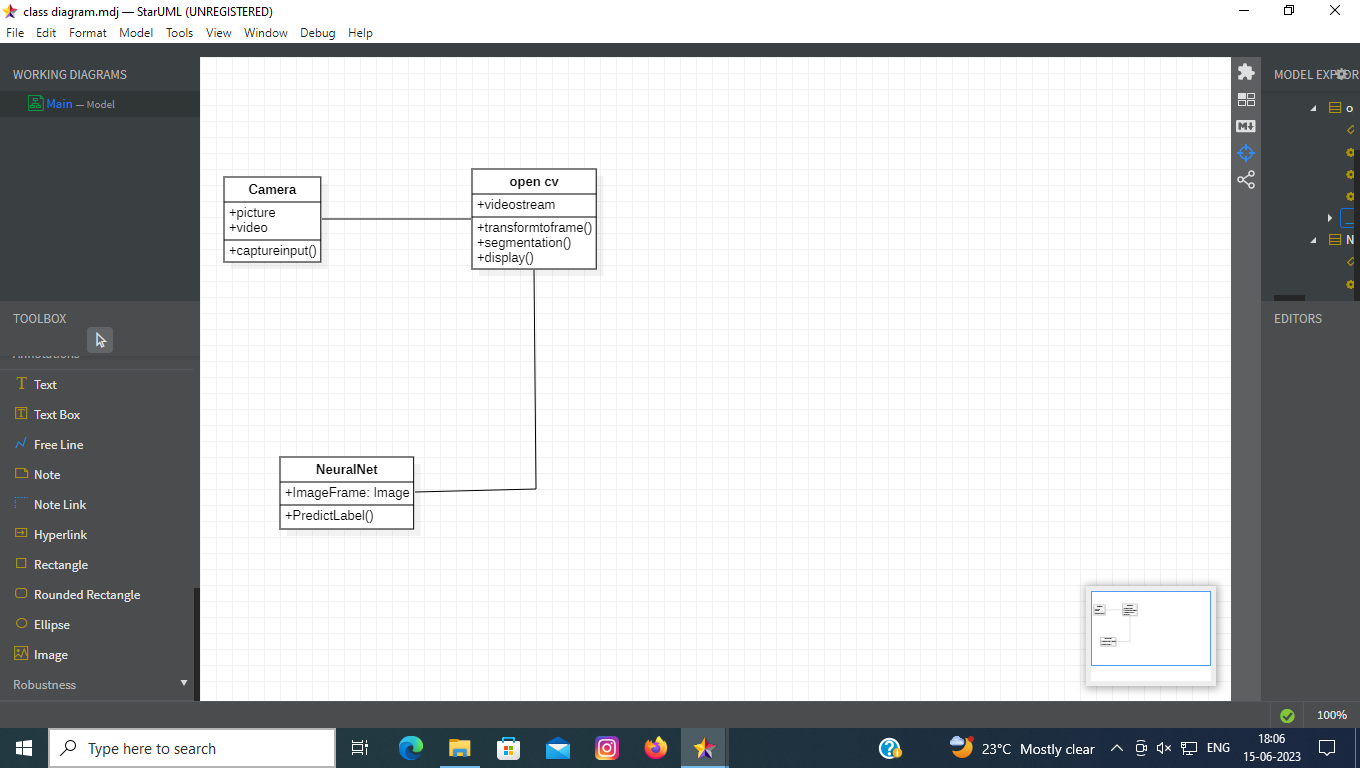 class diagram.mdj — StarUML (UNREGISTERED)
File Edit Format Model Tools View Window Debug Help
WORKING DIAGRAMS
Main — Model
MODEL EXPLOR
Camera
+picture
+video
+captureinput()
open cv
+videostream
+transformtoframe()
+segmentation()
+display()
NeuralNet
+ImageFrame: Image
+PredictLabel()
o
N
TOOLBOX
Annotations
Text
Text Box
Free Line
Note
Note Link
Hyperlink
Rectangle
Rounded Rectangle
Ellipse
Image
Robustness
EDITORS
100%
Type here to search
23°C Mostly clear
ENG
18:06
15-06-2023